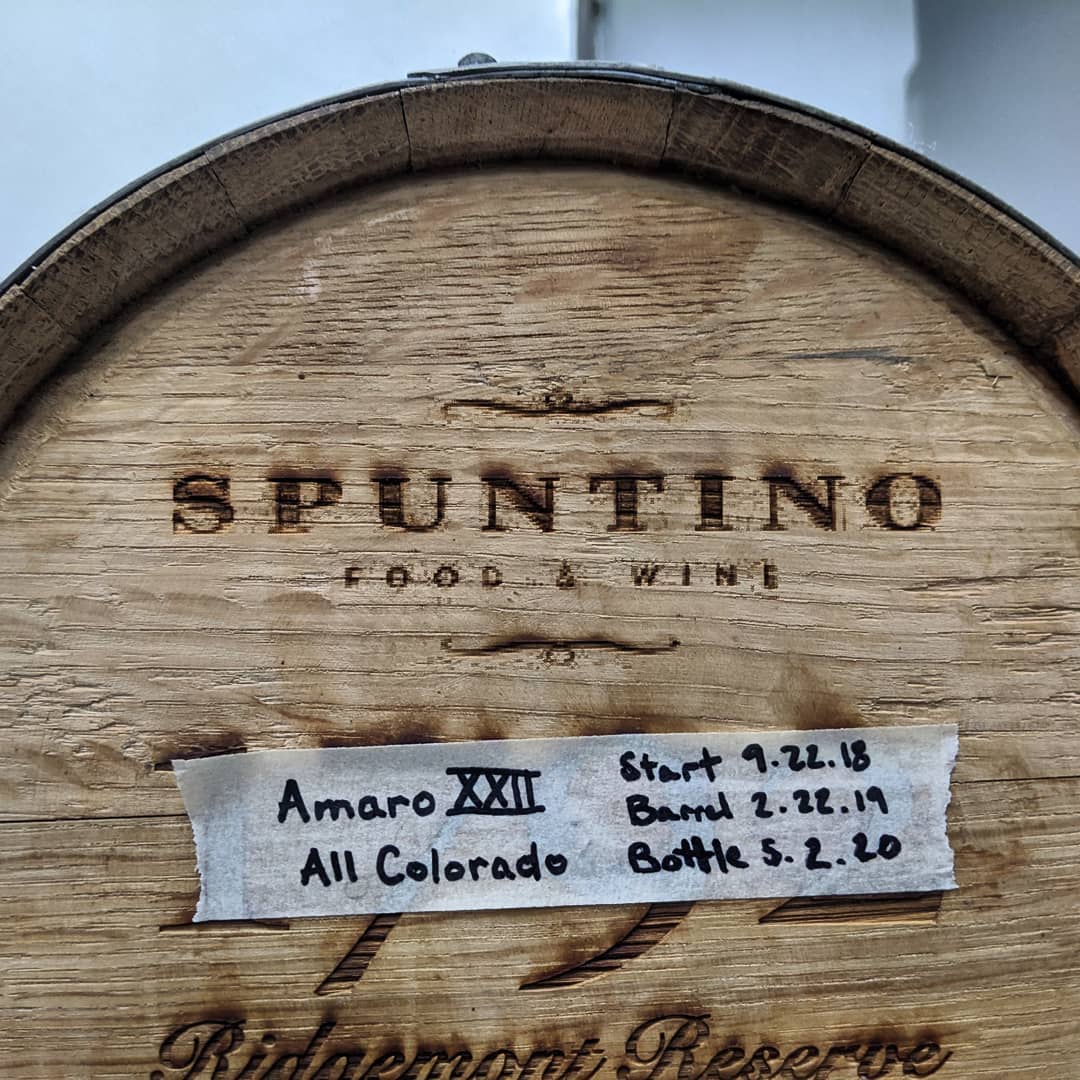 SPUNTINO
FOOD & WINE
Amaro XXII
All Colorado
Start 9.22.18
Barrel 2.22.19
Bottle 5.2.20
Ridgemont Reserve